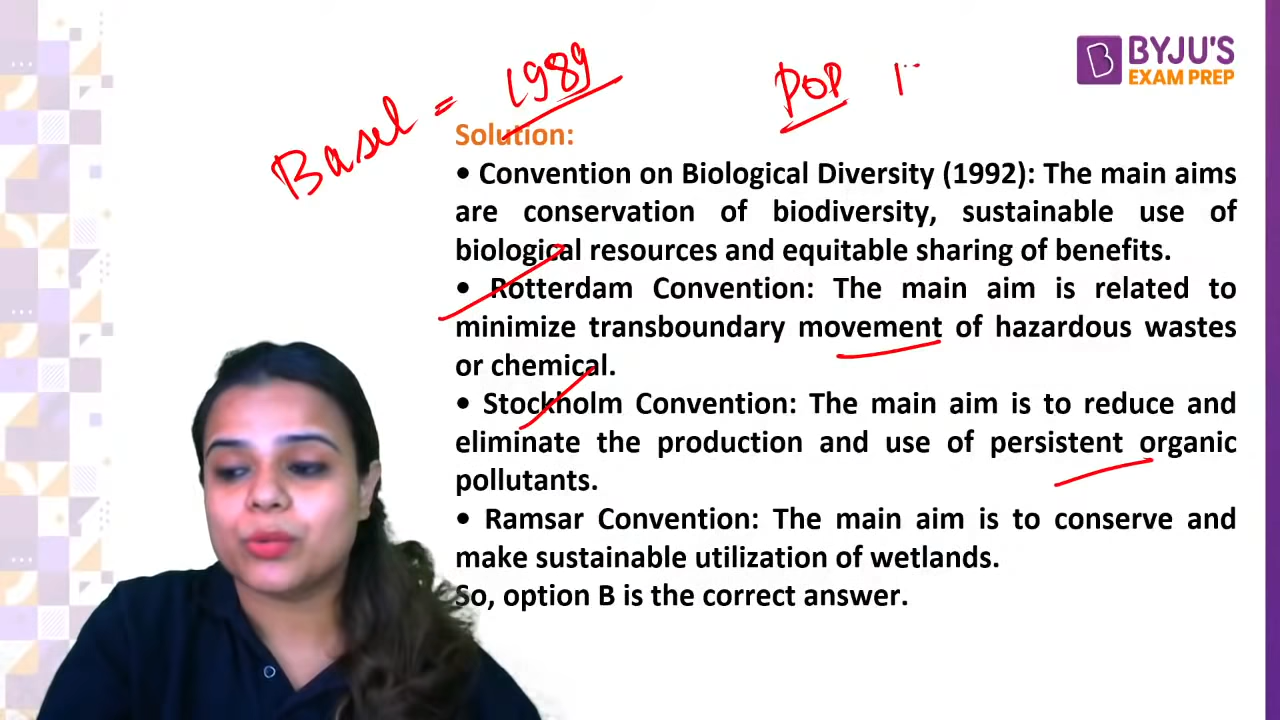 Basel = 1989
POP
BYJU'S
EXAM PREP
Solution:
• Convention on Biological Diversity (1992): The main aims
are conservation of biodiversity, sustainable use of
biological resources and equitable sharing of benefits.
• Rotterdam Convention: The main aim is related to
minimize transboundary movement of hazardous wastes
or chemical.
• Stockholm Convention: The main aim is to reduce and
eliminate the production and use of persistent organic
pollutants.
• Ramsar Convention: The main aim is to conserve and
make sustainable utilization of wetlands.
So, option B is the correct answer.